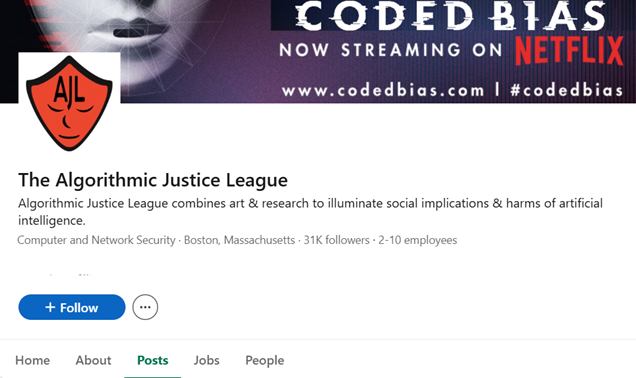 CODED BIAS
NOW STREAMING ON NETFLIX
www.codedbias.com | #codedbias
AJL
The Algorithmic Justice League
Algorithmic Justice League combines art & research to illuminate social implications & harms of artificial
intelligence.
Computer and Network Security · Boston, Massachusetts · 31K followers · 2-10 employees
+ Follow
Home About Posts Jobs People